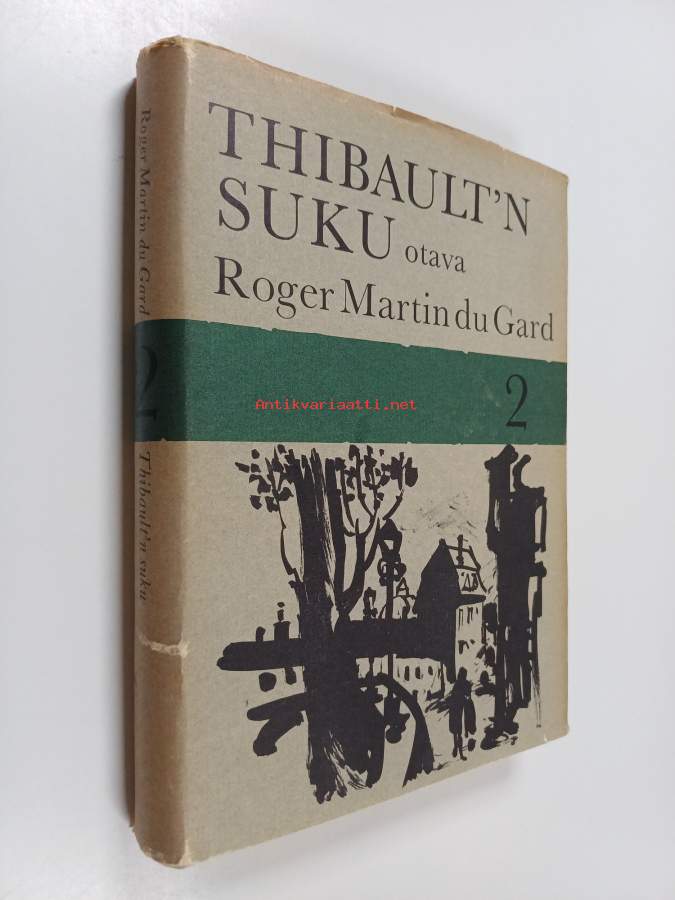 THIBAULT'N
SUKU otava
Roger Martin du Gard
2
Antikvariaatti.net
Roger Martin du Gard
2
Thibault'n suku